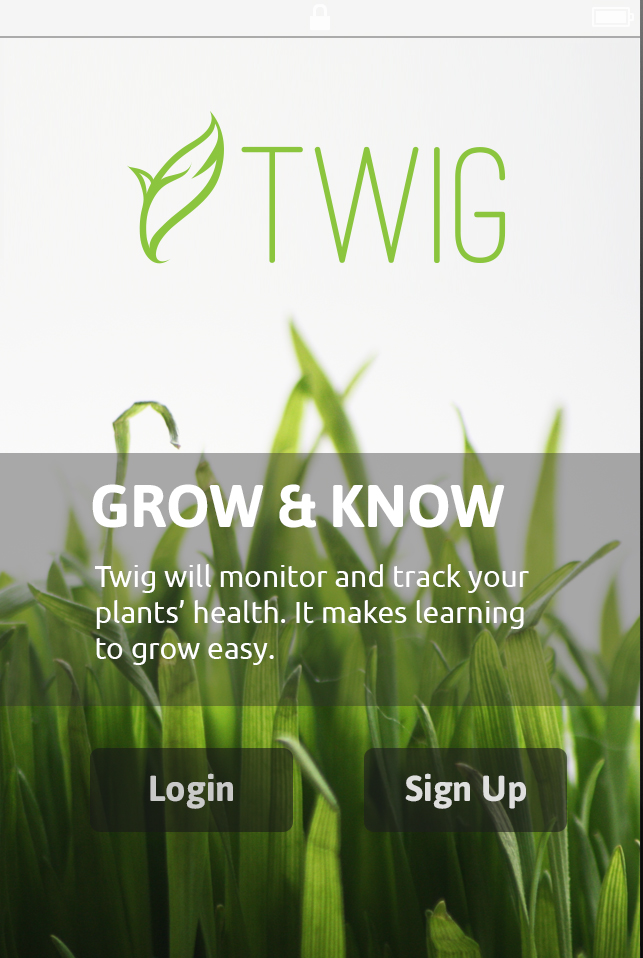 TWIG
GROW & KNOW
Twig will monitor and track your
plants’ health. It makes learning
to grow easy.
Login
Sign Up